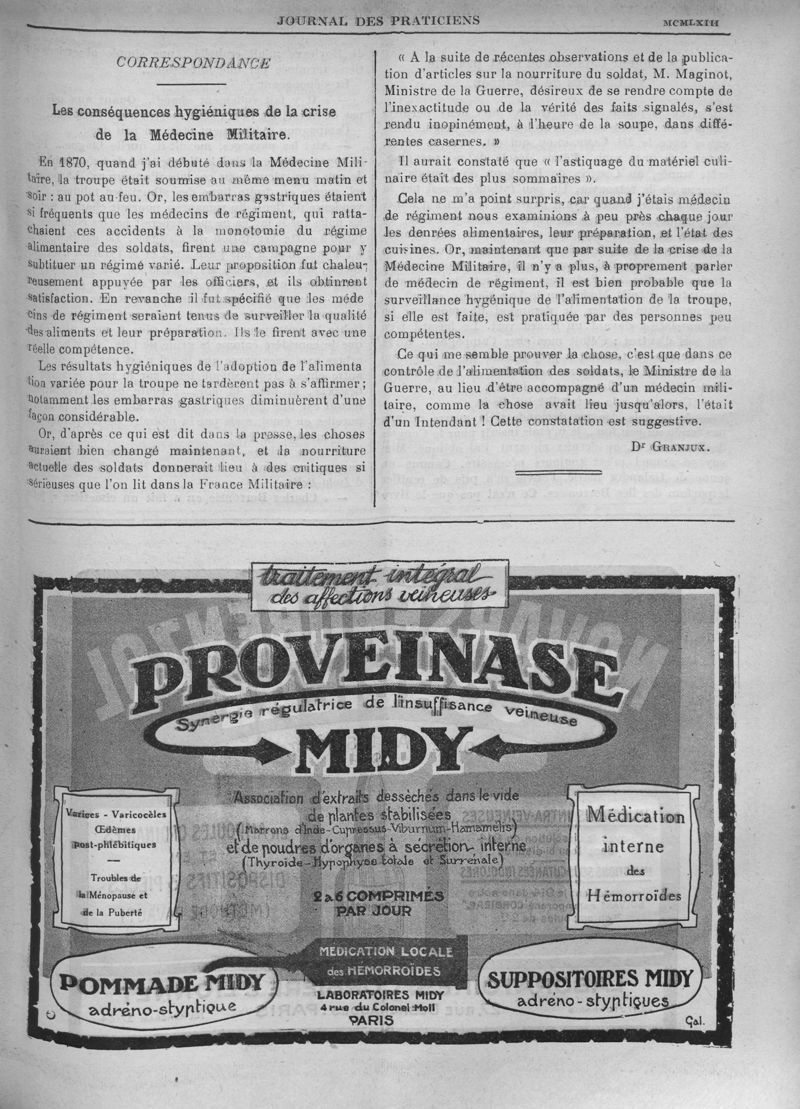 JOURNAL DES PRATICIENS
MCMLXIII
CORRESPONDANCE
Les conséquences hygiéniques de la crise
de la Médecine Militaire.
En 1870, quand j'ai débuté dans la Médecine Mili-
taire, la troupe était soumise au même menu matin et
soir : au pot au feu. Or, les embarras gastriques étaient
si fréquents que les médecins de régiment, qui ratta-
chaient ces accidents à la monotomie du régime
alimentaire des soldats, firent une campagne pour y
subtituer un régimé varié. Leur proposition fut chaleu-
reusement appuyée par les officiers, et ils obtinrent
satisfaction. En revanche il fut spécifié que les méde
cins de régiment seraient tenus de surveiller la qualité
des aliments et leur préparation. Ils le firent avec une
réelle compétence.
Les résultats hygiéniques de l'adoption de l'alimenta
tion variée pour la troupe ne tardèrent pas à s'affirmer ;
notamment les embarras gastriques diminuèrent d'une
façon considérable.
Or, d'après ce qui est dit dans la presse, les choses
auraient bien changé maintenant, et la nourriture
actuelle des soldats donnerait lieu à des critiques si
sérieuses que l'on lit dans la France Militaire :
« A la suite de récentes observations et de la publica-
tion d'articles sur la nourriture du soldat, M. Maginot,
Ministre de la Guerre, désireux de se rendre compte de
l'inexactitude ou de la vérité des faits signalés, s'est
rendu inopinément, à l'heure de la soupe, dans diffé-
rentes casernes. »
Il aurait constaté que « l'astiquage du matériel culi-
naire était des plus sommaires ».
Cela ne m'a point surpris, car quand j'étais médecin
de régiment nous examinions à peu près chaque jour
les denrées alimentaires, leur préparation, et l'état des
cuisines. Or, maintenant que par suite de la crise de la
Médecine Militaire, il n'y a plus, à proprement parler
de médecin de régiment, il est bien probable que la
surveillance hygénique de l'alimentation de la troupe,
si elle est faite, est pratiquée par des personnes peu
compétentes.
Ce qui me semble prouver la chose, c'est que dans ce
contrôle de l'alimentation des soldats, le Ministre de la
Guerre, au lieu d'être accompagné d'un médecin mili-
taire, comme la chose avait lieu jusqu'alors, l'était
d'un Intendant ! Cette constatation est suggestive.
Dr GRANJUX.
traitement intégral
des affections veineuses
PROVEINASE
Synergie régulatrice de l'insuffisance veineuse
MIDY
Association d'extraits desséchés dans le vide
de plantes stabilisées
(Marrons d'Inde-Cupressus-Viburnum-Hamamelis)
et de poudres d'organes à sécrétion interne
(Thyroïde-Hypophyse totale et Surrénale)
2 à 6 COMPRIMÉS
PAR JOUR
Varices - Varicocèles
Œdèmes
post-phlébitiques
Troubles de
la Ménopause et
de la Puberté
Médication
interne
des
Hémorroïdes
POMMADE MIDY
adréno-styptique
MÉDICATION LOCALE
des HÉMORROÏDES
LABORATOIRES MIDY
4 rue du Colonel Moll
PARIS
SUPPOSITOIRES MIDY
adréno-styptiques
Gal.